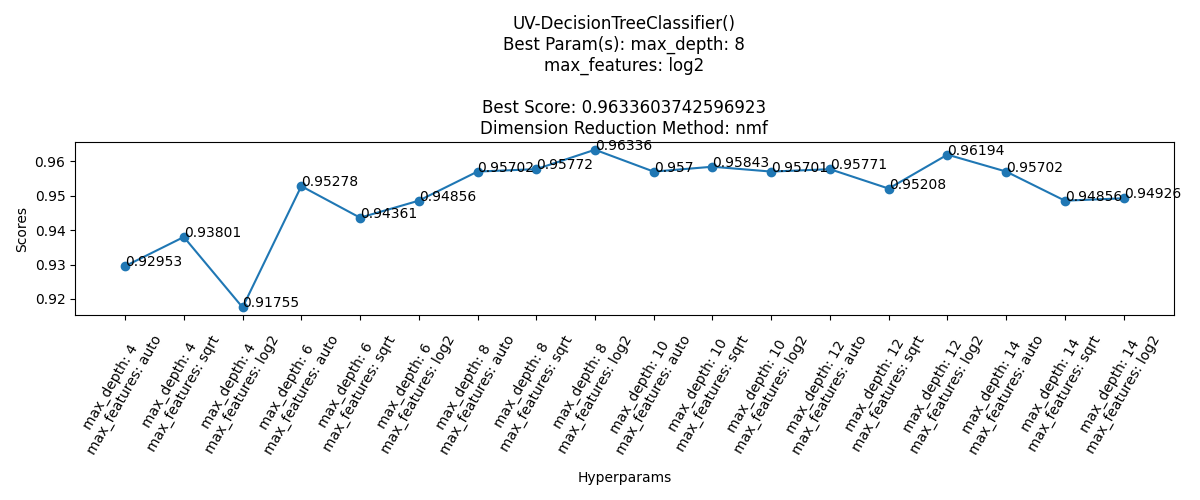 UV-DecisionTreeClassifier()
Best Param(s): max_depth: 8
max_features: log2
Best Score: 0.9633603742596923
Dimension Reduction Method: nmf
Scores
0.96
0.95
0.94
0.93
0.92
0.92953
0.93801
0.91755
0.95278
0.94361
0.94856
0.95702
0.95772
0.96336
0.957
0.95843
0.95701
0.95771
0.95208
0.96194
0.95702
0.94856
0.94926
max_depth: 4
max_features: auto
max_depth: 4
max_features: sqrt
max_depth: 4
max_features: log2
max_depth: 6
max_features: auto
max_depth: 6
max_features: sqrt
max_depth: 6
max_features: log2
max_depth: 8
max_features: auto
max_depth: 8
max_features: sqrt
max_depth: 8
max_features: log2
max_depth: 10
max_features: auto
max_depth: 10
max_features: sqrt
max_depth: 10
max_features: log2
max_depth: 12
max_features: auto
max_depth: 12
max_features: sqrt
max_depth: 12
max_features: log2
max_depth: 14
max_features: auto
max_depth: 14
max_features: sqrt
max_depth: 14
max_features: log2
Hyperparams